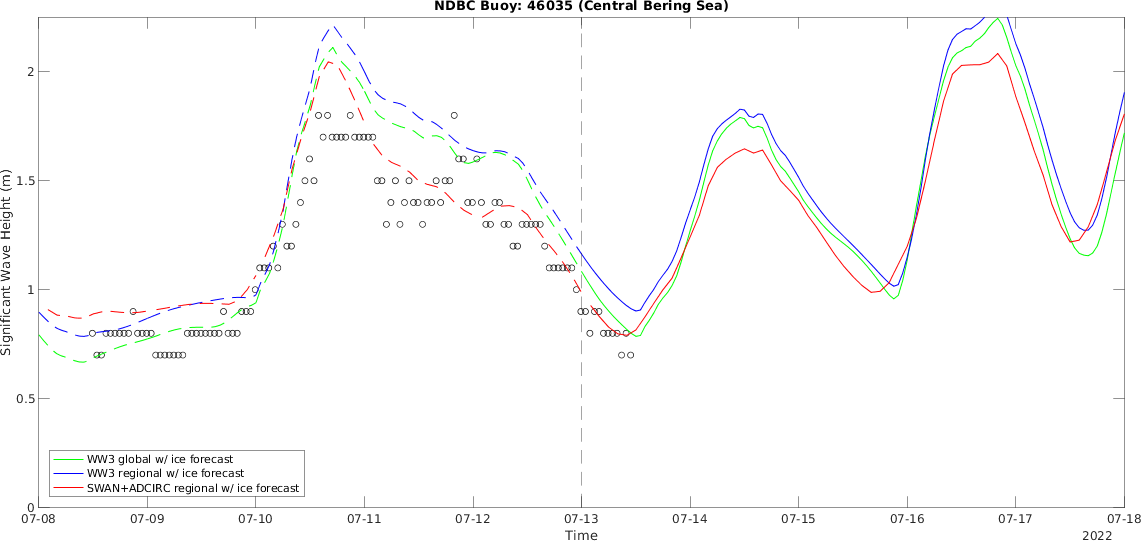 NDBC Buoy: 46035 (Central Bering Sea)
Significant Wave Height (m)
2
1.5
1
0.5
0
WW3 global w/ ice forecast
WW3 regional w/ ice forecast
SWAN+ADCIRC regional w/ ice forecast
07-08 07-09 07-10 07-11 07-12 07-13 07-14 07-15 07-16 07-17 07-18
Time
2022